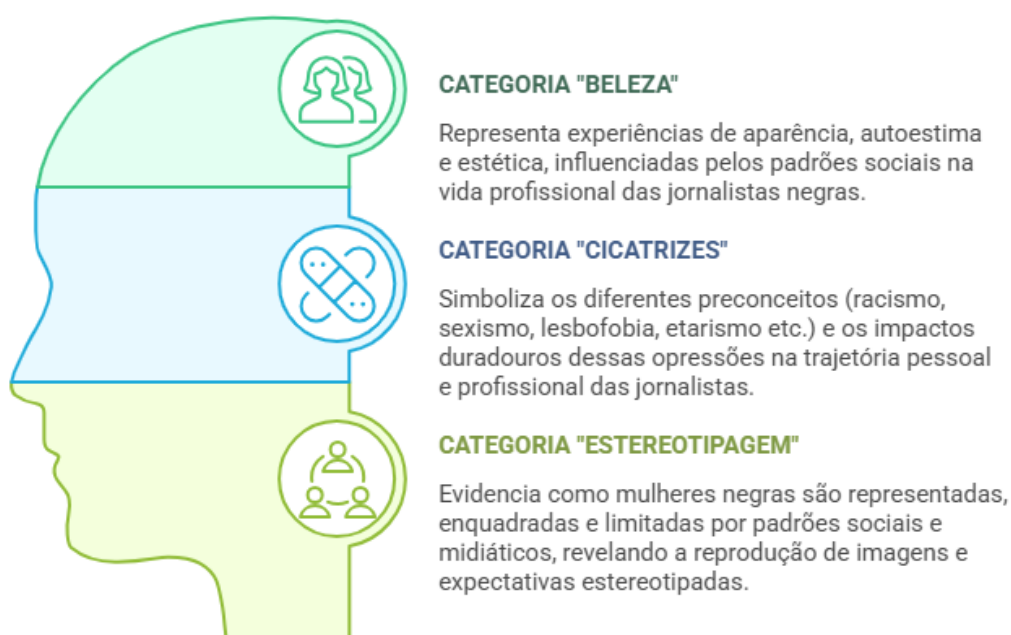 CATEGORIA "BELEZA"
Representa experiências de aparência, autoestima
e estética, influenciadas pelos padrões sociais na
vida profissional das jornalistas negras.
CATEGORIA "CICATRIZES"
Simboliza os diferentes preconceitos (racismo,
sexismo, lesbofobia, etarismo etc.) e os impactos
duradouros dessas opressões na trajetória pessoal
e profissional das jornalistas.
CATEGORIA "ESTEREOTIPAGEM"
Evidencia como mulheres negras são representadas,
enquadradas e limitadas por padrões sociais e
midiáticos, revelando a reprodução de imagens e
expectativas estereotipadas.